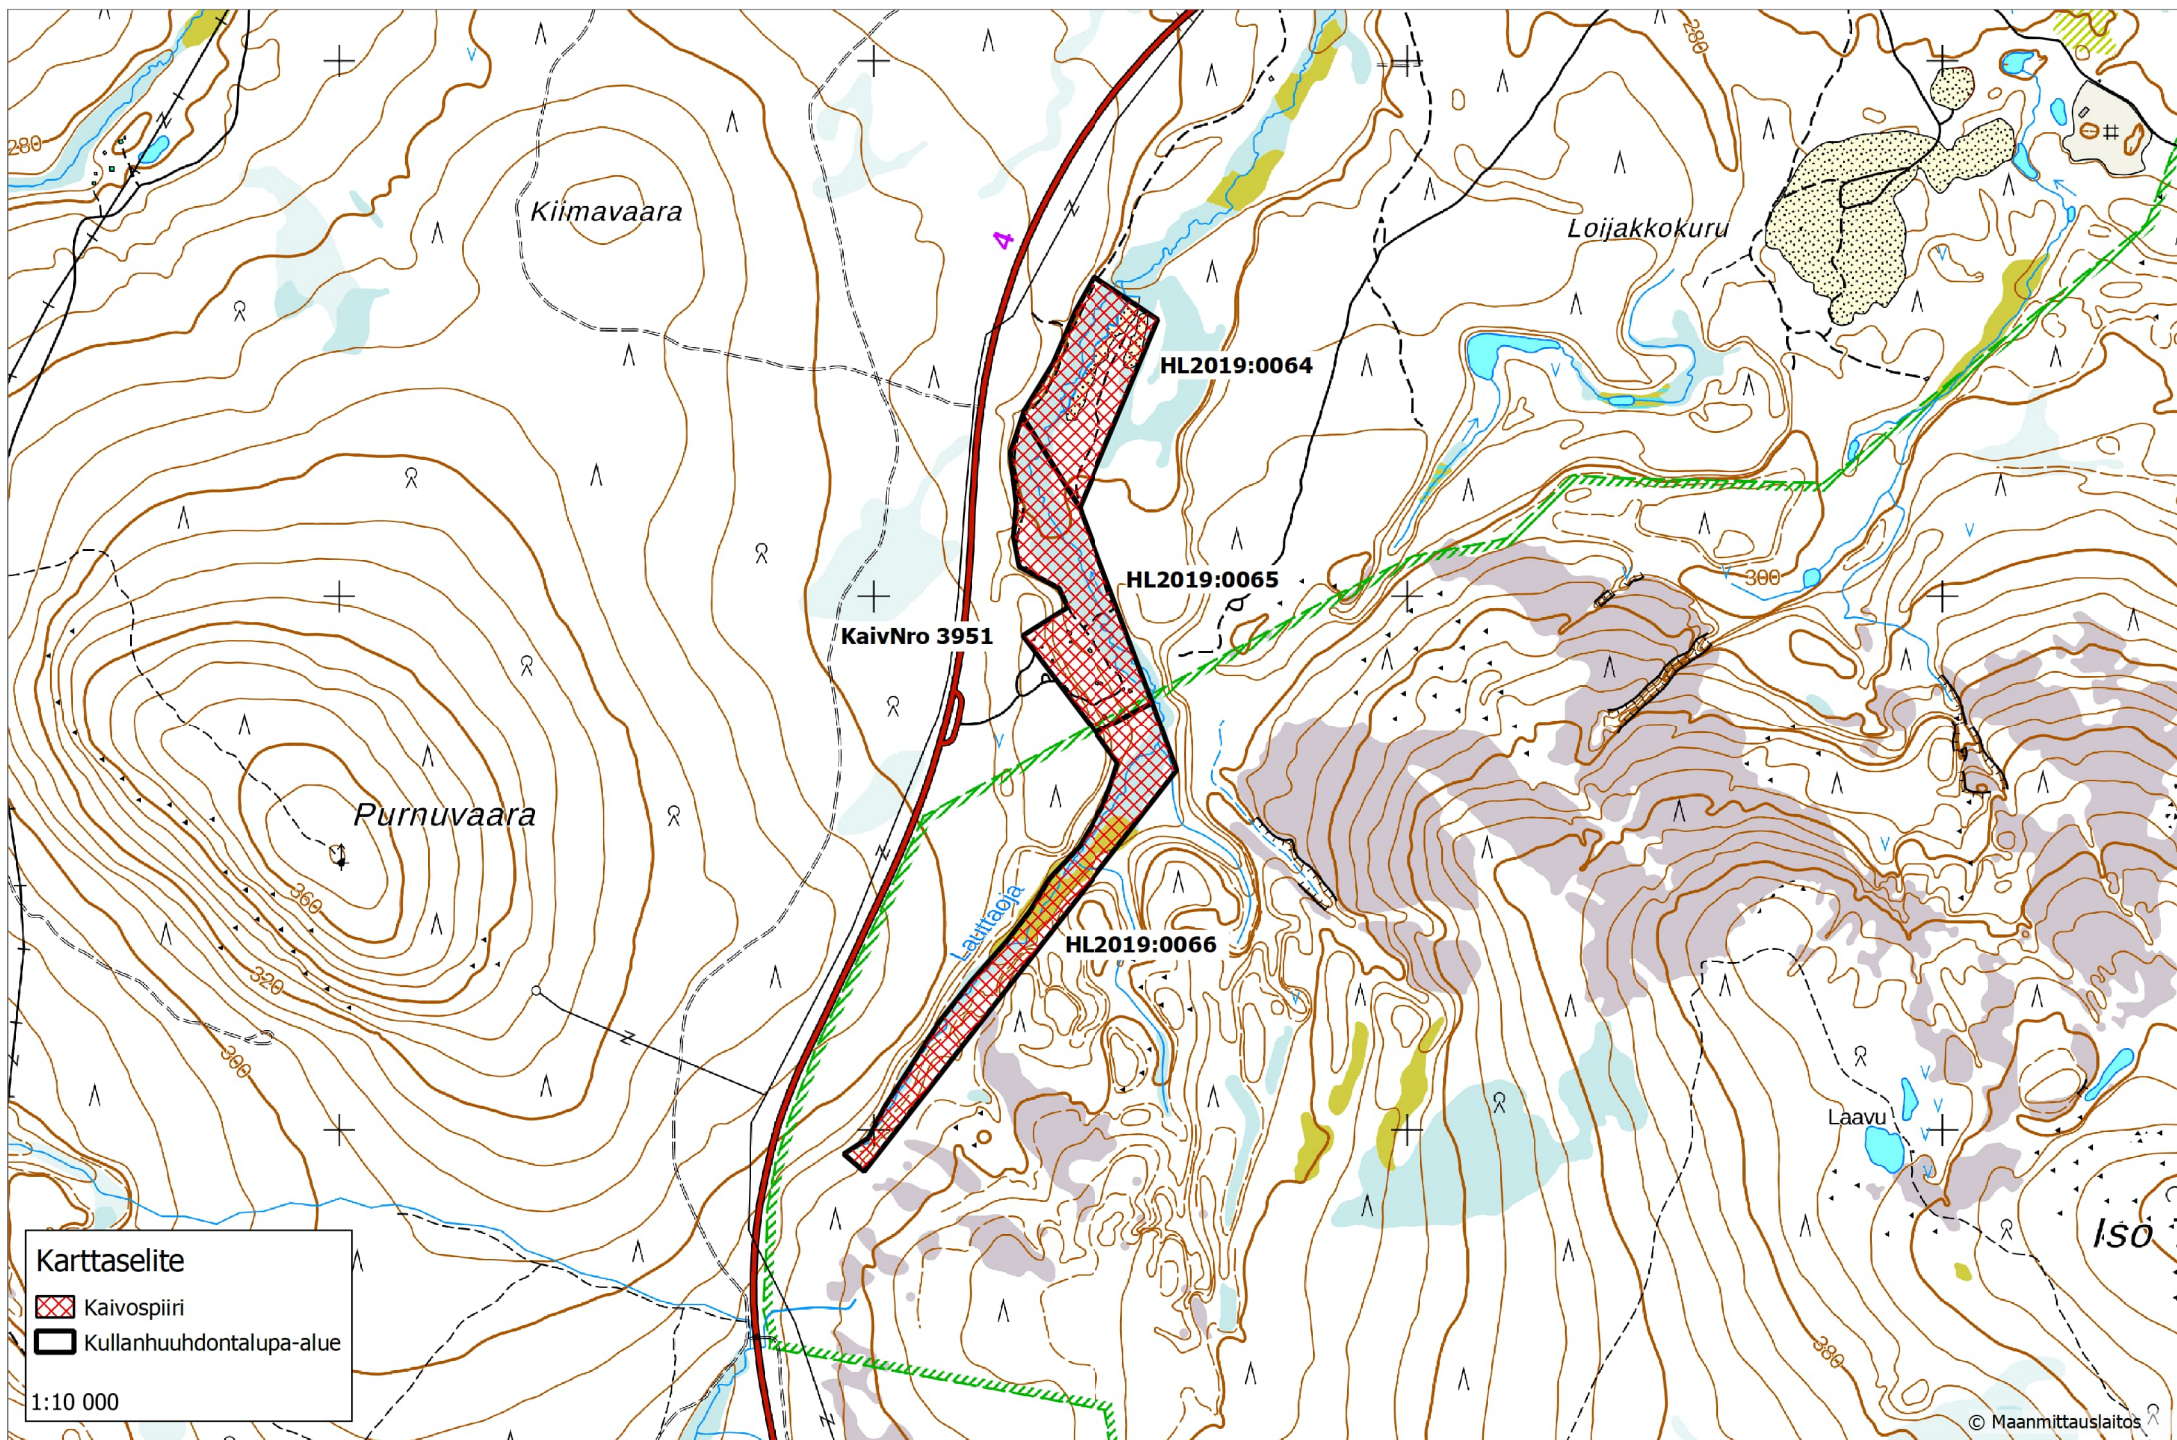 280
280
Kiimavaara
4
Loijakkokuru
HL2019:0064
HL2019:0065
300
KaivNro 3951
Purnuvaara
360
Lauttaoja
HL2019:0066
320
300
Laavu
Iso
Karttaselite
Kaivospiiri
Kullanhuuhdontalupa-alue
380
1:10 000
© Maanmittauslaitos